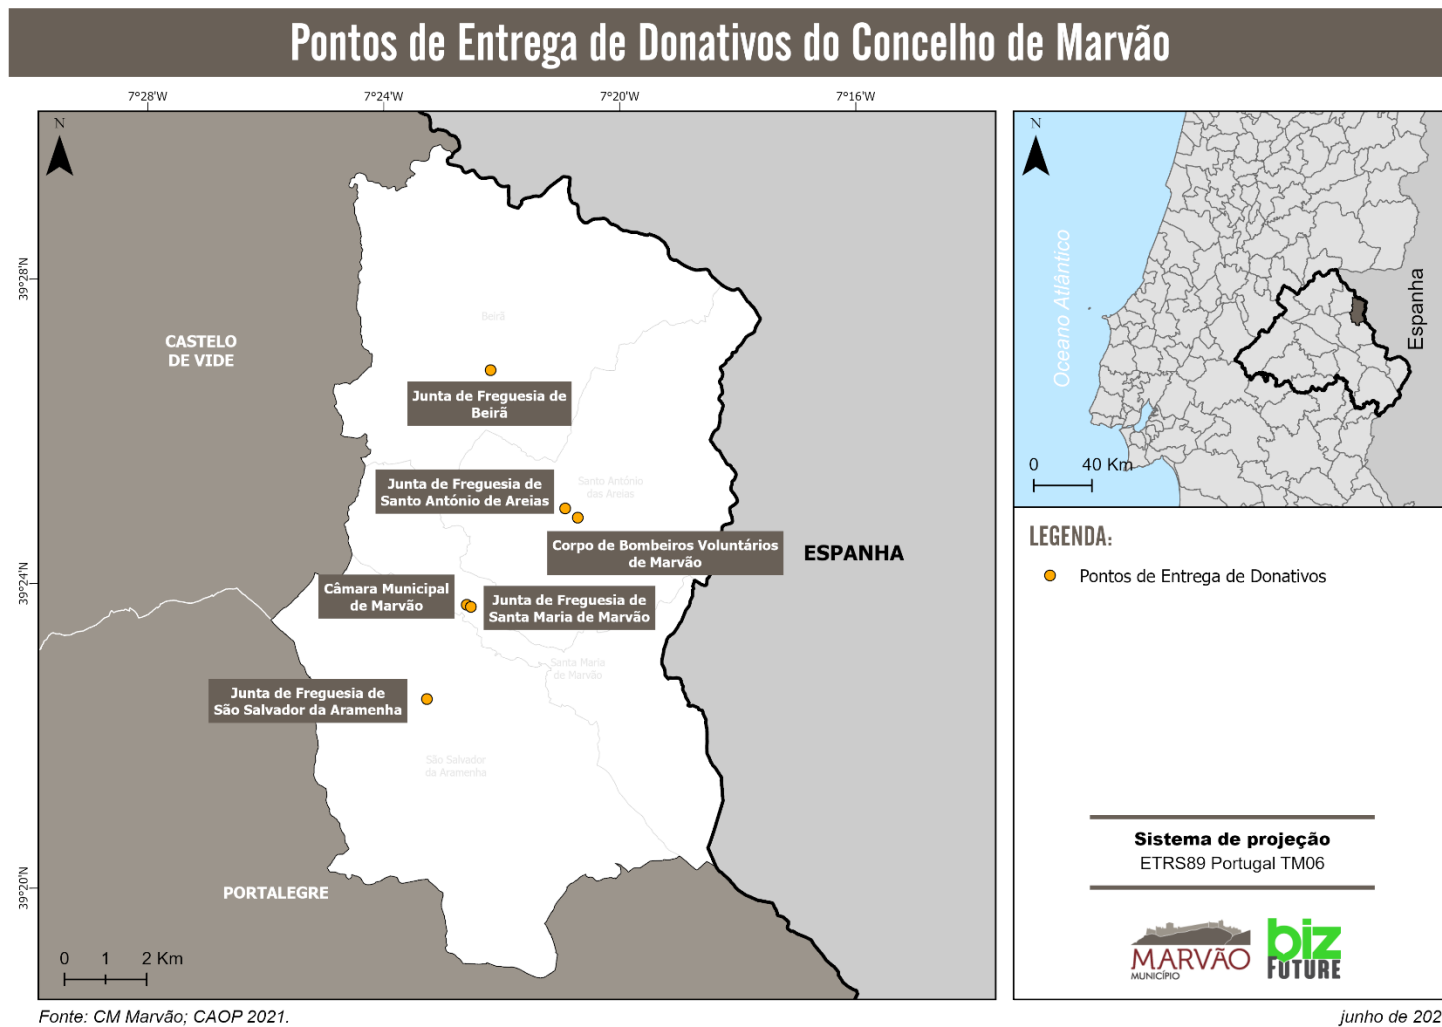 Pontos de Entrega de Donativos do Concelho de Marvão
7°28'W
7°24'W
7°20'W
7°16'W
N
39°28'N
39°24'N
39°20'N
Beirã
CASTELO
DE VIDE
Junta de Freguesia de
Beirã
Junta de Freguesia de
Santo António de Areias
Santo António
das Areias
Corpo de Bombeiros Voluntários
de Marvão
ESPANHA
Câmara Municipal
de Marvão
Junta de Freguesia de
Santa Maria de Marvão
Santa Maria
de Marvão
Junta de Freguesia de
São Salvador da Aramenha
São Salvador
da Aramenha
PORTALEGRE
0 1 2 Km
N
Oceano Atlântico
Espanha
0 40 Km
LEGENDA:
Pontos de Entrega de Donativos
Sistema de projeção
ETRS89 Portugal TM06
MARVÃO
MUNICÍPIO
biz
FUTURE
Fonte: CM Marvão; CAOP 2021.
junho de 202